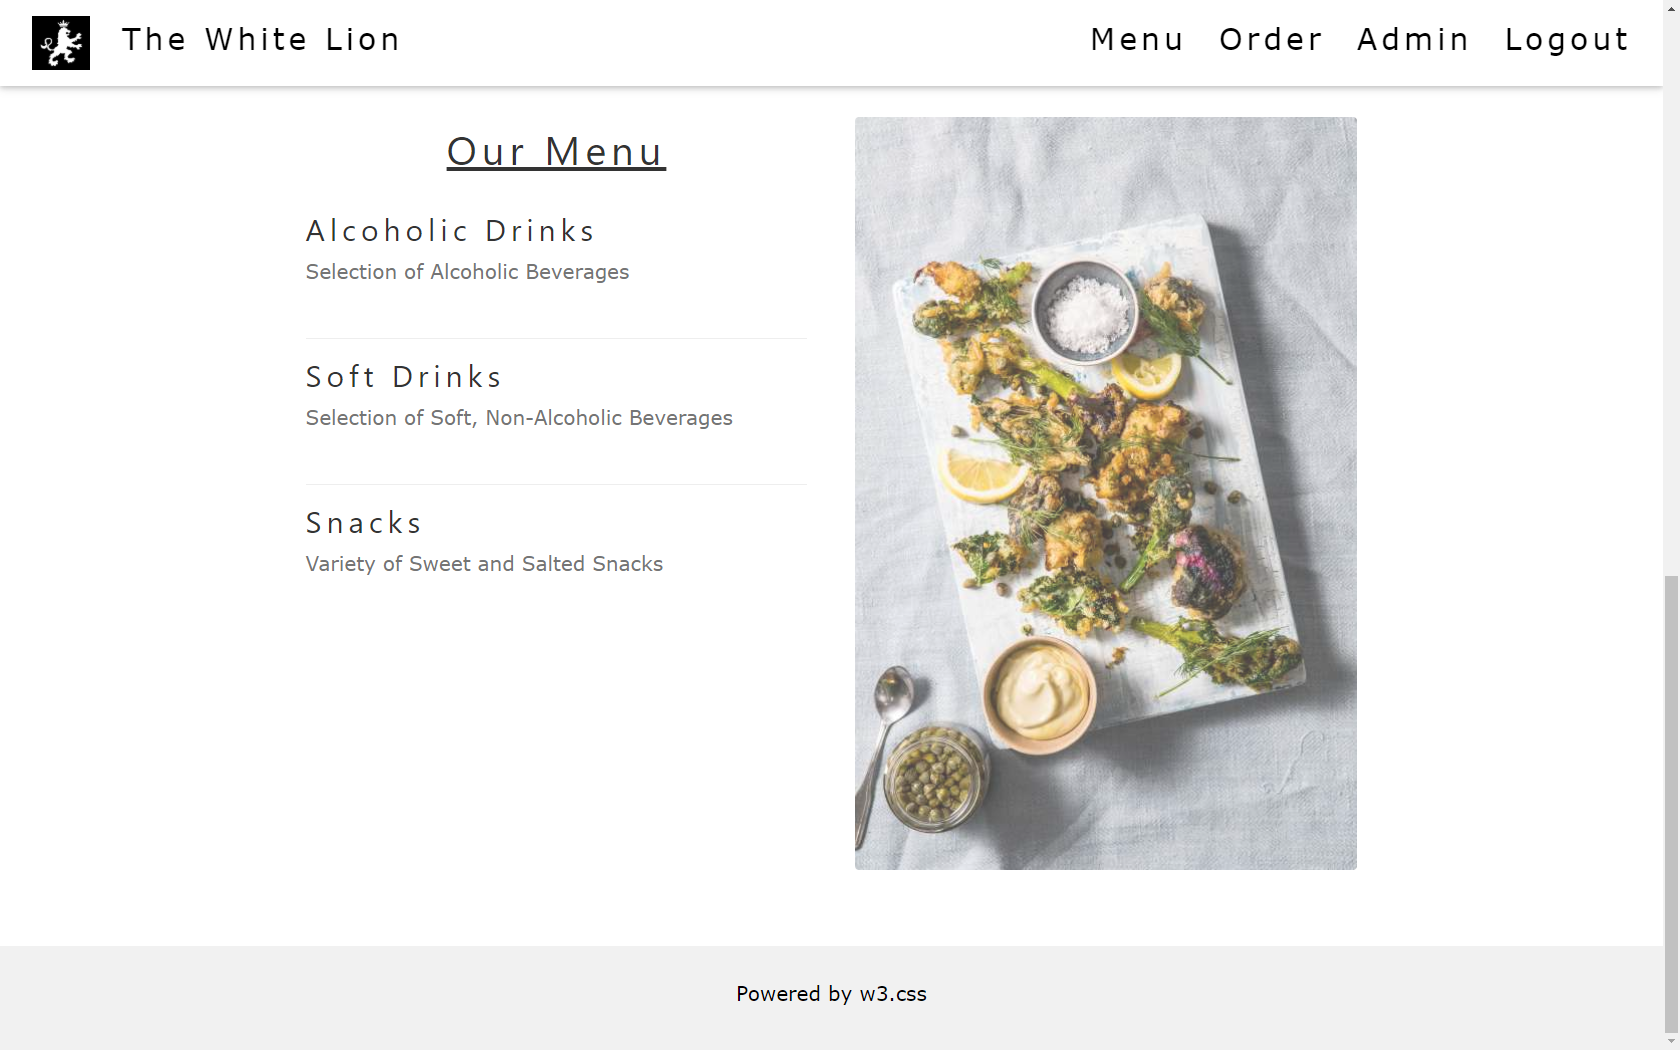 The White Lion
Menu Order Admin Logout
Our Menu
Alcoholic Drinks
Selection of Alcoholic Beverages
Soft Drinks
Selection of Soft, Non-Alcoholic Beverages
Snacks
Variety of Sweet and Salted Snacks
Powered by w3.css